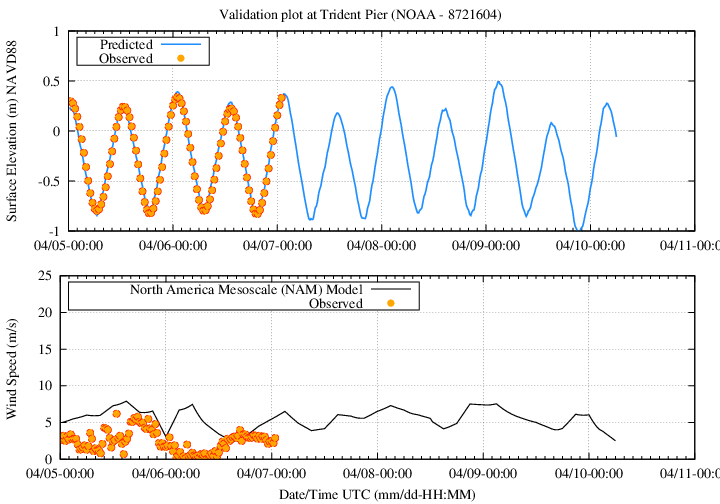 Validation plot at Trident Pier (NOAA - 8721604)
Surface Elevation (m) NAVD88
1
0.5
0
-0.5
-1
Predicted
Observed
04/05-00:00 04/06-00:00 04/07-00:00 04/08-00:00 04/09-00:00 04/10-00:00 04/11-00:00
Wind Speed (m/s)
25
20
15
10
5
0
North America Mesoscale (NAM) Model
Observed
04/05-00:00 04/06-00:00 04/07-00:00 04/08-00:00 04/09-00:00 04/10-00:00 04/11-00:00
Date/Time UTC (mm/dd-HH:MM)